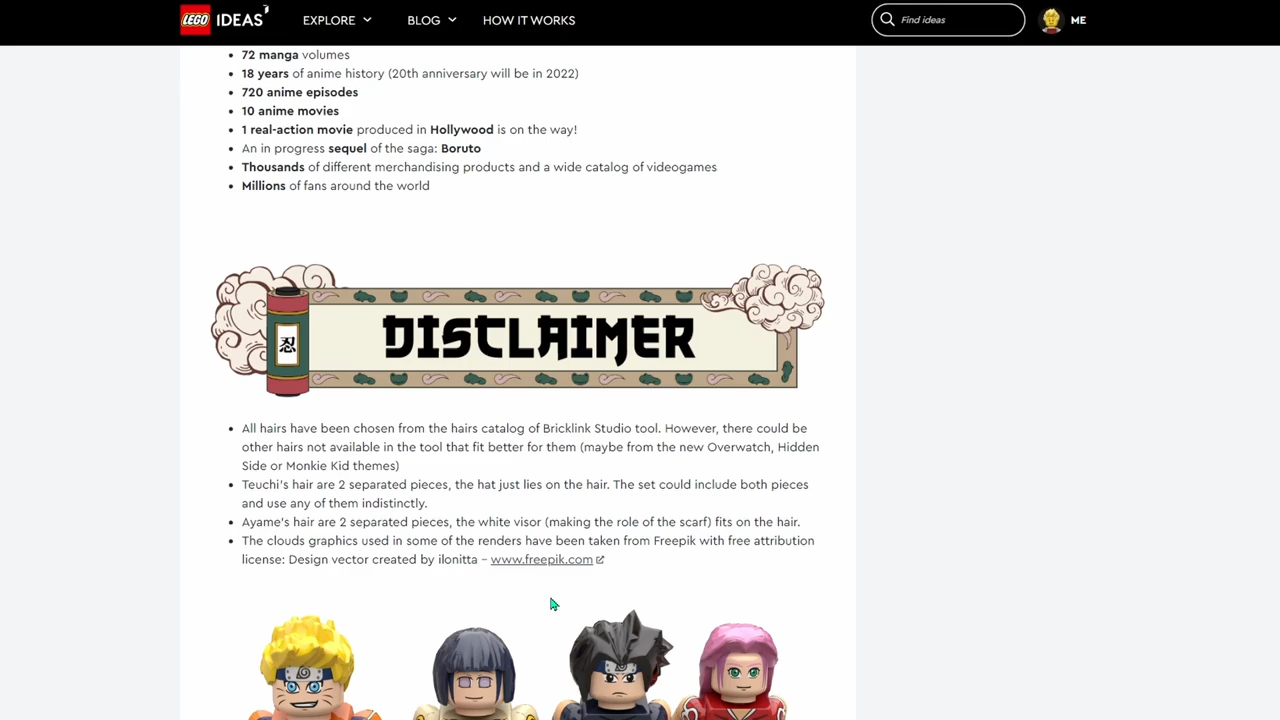 LEGO IDEAS EXPLORE BLOG HOW IT WORKS Find ideas ME
72 manga volumes
18 years of anime history (20th anniversary will be in 2022)
720 anime episodes
10 anime movies
1 real-action movie produced in Hollywood is on the way!
An in progress sequel of the saga: Boruto
Thousands of different merchandising products and a wide catalog of videogames
Millions of fans around the world
DISCLAIMER
忍
All hairs have been chosen from the hairs catalog of Bricklink Studio tool. However, there could be
other hairs not available in the tool that fit better for them (maybe from the new Overwatch, Hidden
Side or Monkie Kid themes)
Teuchi's hair are 2 separated pieces, the hat just lies on the hair. The set could include both pieces
and use any of them indistinctly.
Ayame's hair are 2 separated pieces, the white visor (making the role of the scarf) fits on the hair.
The clouds graphics used in some of the renders have been taken from Freepik with free attribution
license: Design vector created by ilonitta – www.freepik.com